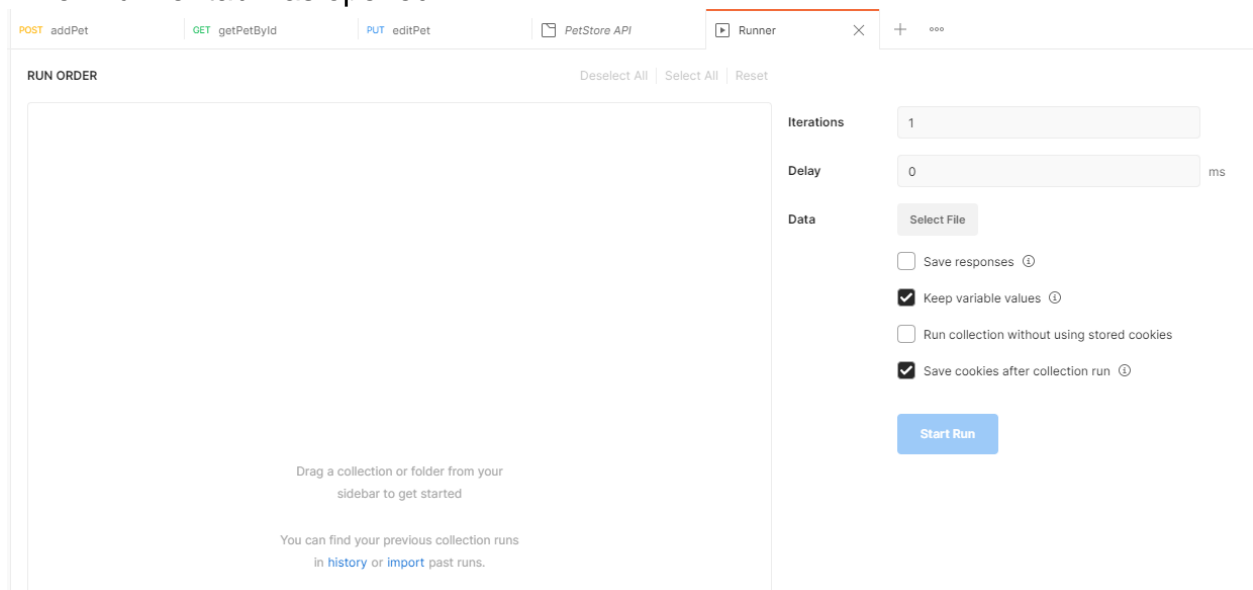 POST addPet GET getPetById PUT editPet PetStore API Runner
RUN ORDER Deselect All Select All Reset
Iterations 1
Delay 0 ms
Data Select File
Save responses
Keep variable values
Run collection without using stored cookies
Save cookies after collection run
Start Run
Drag a collection or folder from your
sidebar to get started
You can find your previous collection runs
in history or import past runs.